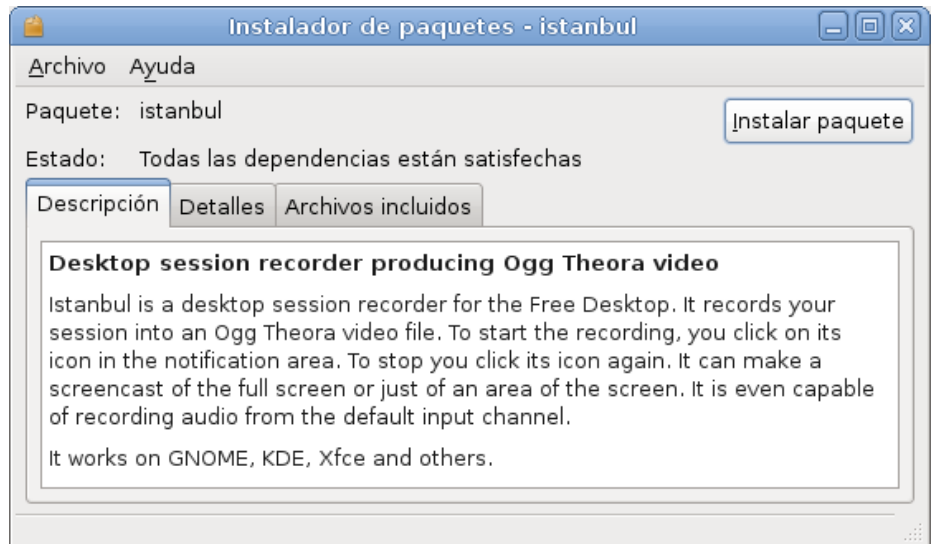 Instalador de paquetes - istanbul
Archivo Ayuda
Paquete: istanbul
Instalar paquete
Estado: Todas las dependencias están satisfechas
Descripción Detalles Archivos incluidos
Desktop session recorder producing Ogg Theora video
Istanbul is a desktop session recorder for the Free Desktop. It records your
session into an Ogg Theora video file. To start the recording, you click on its
icon in the notification area. To stop you click its icon again. It can make a
screencast of the full screen or just of an area of the screen. It is even capable
of recording audio from the default input channel.
It works on GNOME, KDE, Xfce and others.